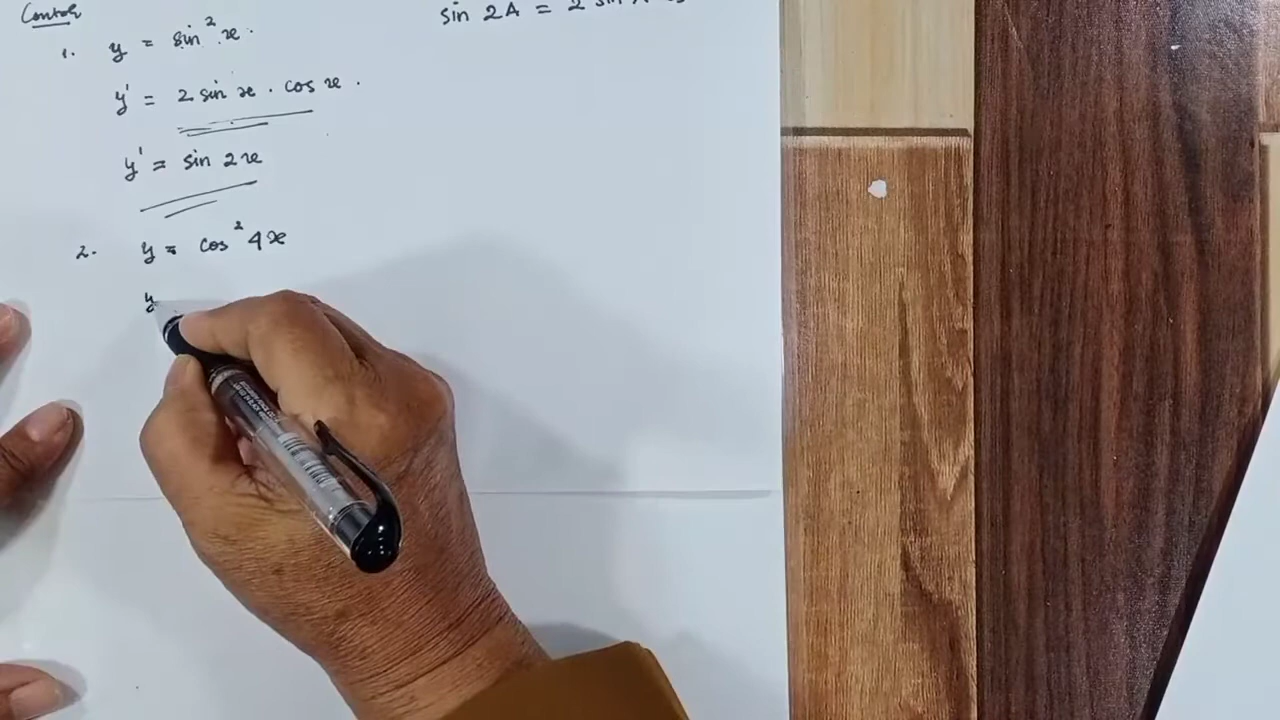 Contoh
sin 2A = 2 sin
1. y = sin² x.
y' = 2 sin x . cos x .
y' = sin 2x
2. y = cos² 4x
y